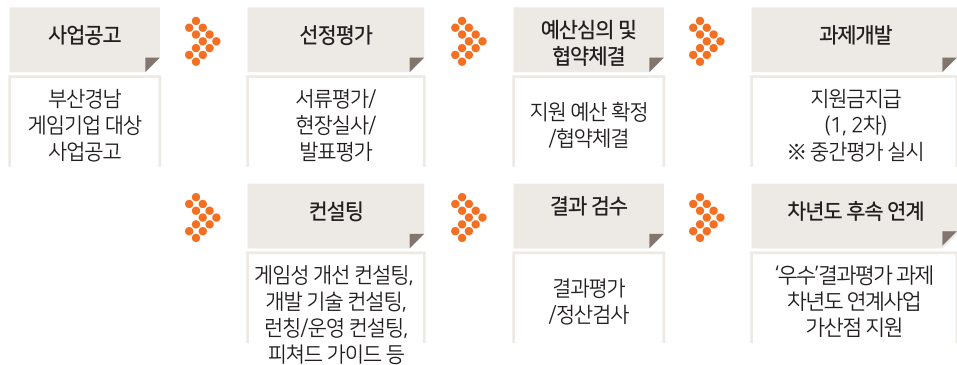 사업공고
부산경남
게임기업 대상
사업공고
선정평가
서류평가/
현장실사/
발표평가
예산심의 및
협약체결
지원 예산 확정
/협약체결
과제개발
지원금지급
(1, 2차)
※ 중간평가 실시
컨설팅
게임성 개선 컨설팅,
개발 기술 컨설팅,
런칭/운영 컨설팅,
피쳐드 가이드 등
결과 검수
결과평가
/정산검사
차년도 후속 연계
‘우수’결과평가 과제
차년도 연계사업
가산점 지원